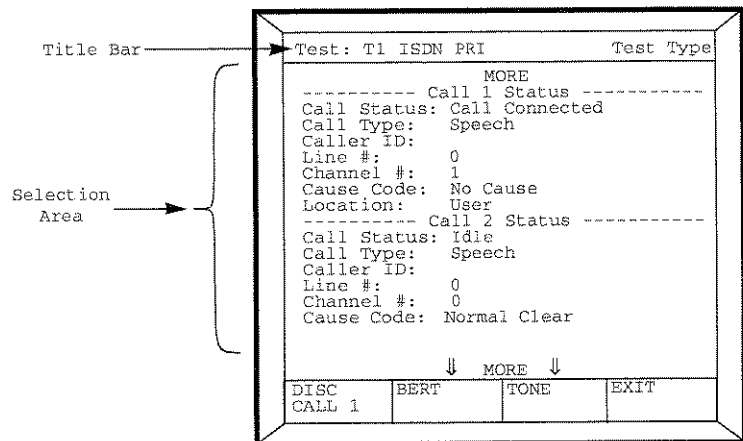 Title Bar
Test: T1 ISDN PRI Test Type
MORE
---------- Call 1 Status -----------
Call Status: Call Connected
Call Type: Speech
Caller ID:
Line #: 0
Channel #: 1
Cause Code: No Cause
Location: User
Selection
Area
---------- Call 2 Status -----------
Call Status: Idle
Call Type: Speech
Caller ID:
Line #: 0
Channel #: 0
Cause Code: Normal Clear
⇓ MORE ⇓
DISC
CALL 1
BERT
TONE
EXIT